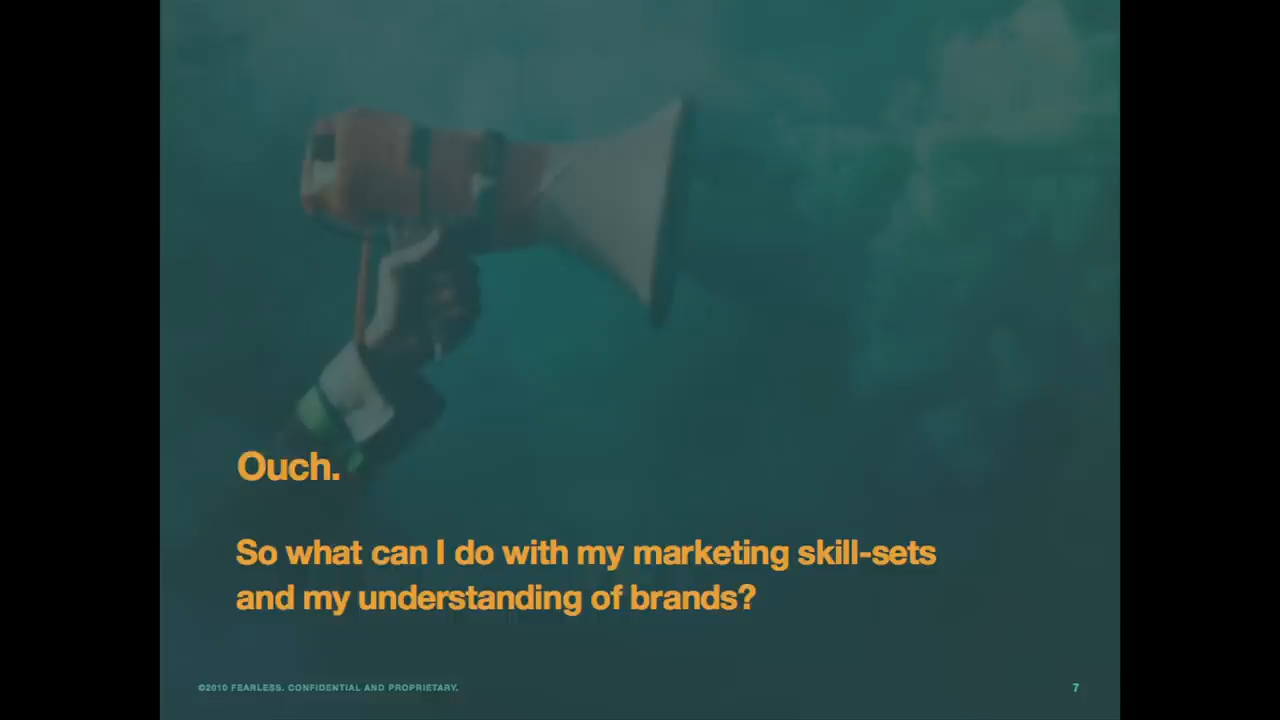 Ouch.
So what can I do with my marketing skill-sets
and my understanding of brands?
©2010 FEARLESS. CONFIDENTIAL AND PROPRIETARY.
7